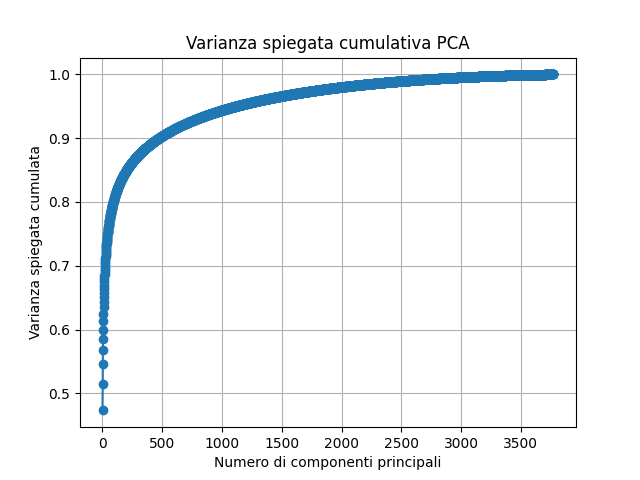 Varianza spiegata cumulativa PCA
Varianza spiegata cumulata
1.0
0.9
0.8
0.7
0.6
0.5
0 500 1000 1500 2000 2500 3000 3500
Numero di componenti principali